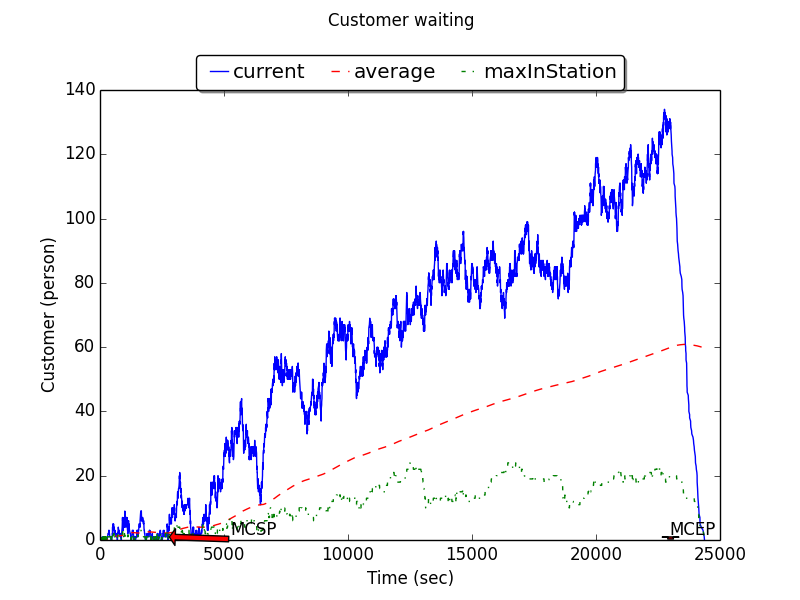 Customer waiting
current average maxInStation
140
120
100
80
60
40
20
0
Customer (person)
MCSP
MCEP
0 5000 10000 15000 20000 25000
Time (sec)